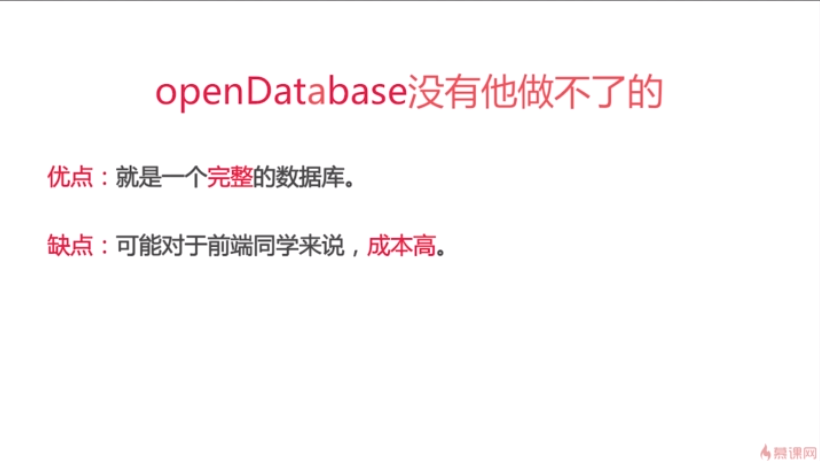 openDatabase没有他做不了的
优点：就是一个完整的数据库。
缺点：可能对于前端同学来说，成本高。
慕课网